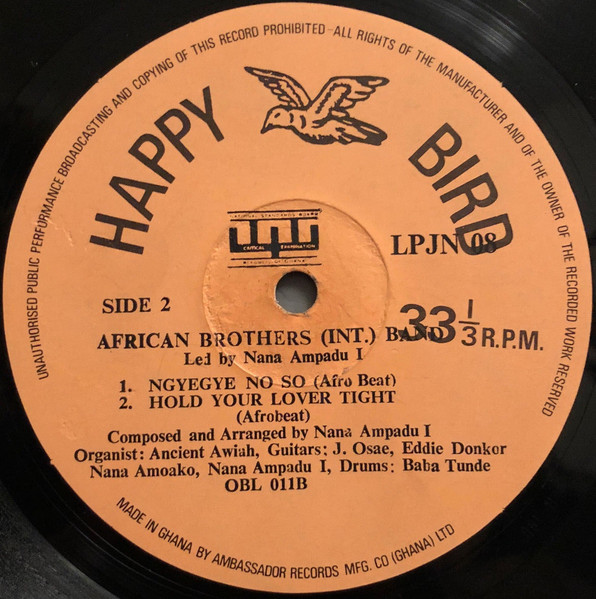 UNAUTHORISED PUBLIC PERFORMANCE BROADCASTING AND COPYING OF THIS RECORD PROHIBITED-ALL RIGHTS OF THE MANUFACTURER AND OF THE OWNER OF THE RECORDED WORK RESERVED
HAPPY BIRD
CRITICAL EXAMINATION
LPJN 08
SIDE 2
33 1/3 R.P.M.
AFRICAN BROTHERS (INT.) BAND
Led by Nana Ampadu I
1. NGYEGYE NO SO (Afro Beat)
2. HOLD YOUR LOVER TIGHT
(Afrobeat)
Composed and Arranged by Nana Ampadu I
Organist: Ancient Awiah, Guitars: J. Osae, Eddie Donkor
Nana Amoako, Nana Ampadu I, Drums: Baba Tunde
OBL 011B
MADE IN GHANA BY AMBASSADOR RECORDS MFG. CO (GHANA) LTD